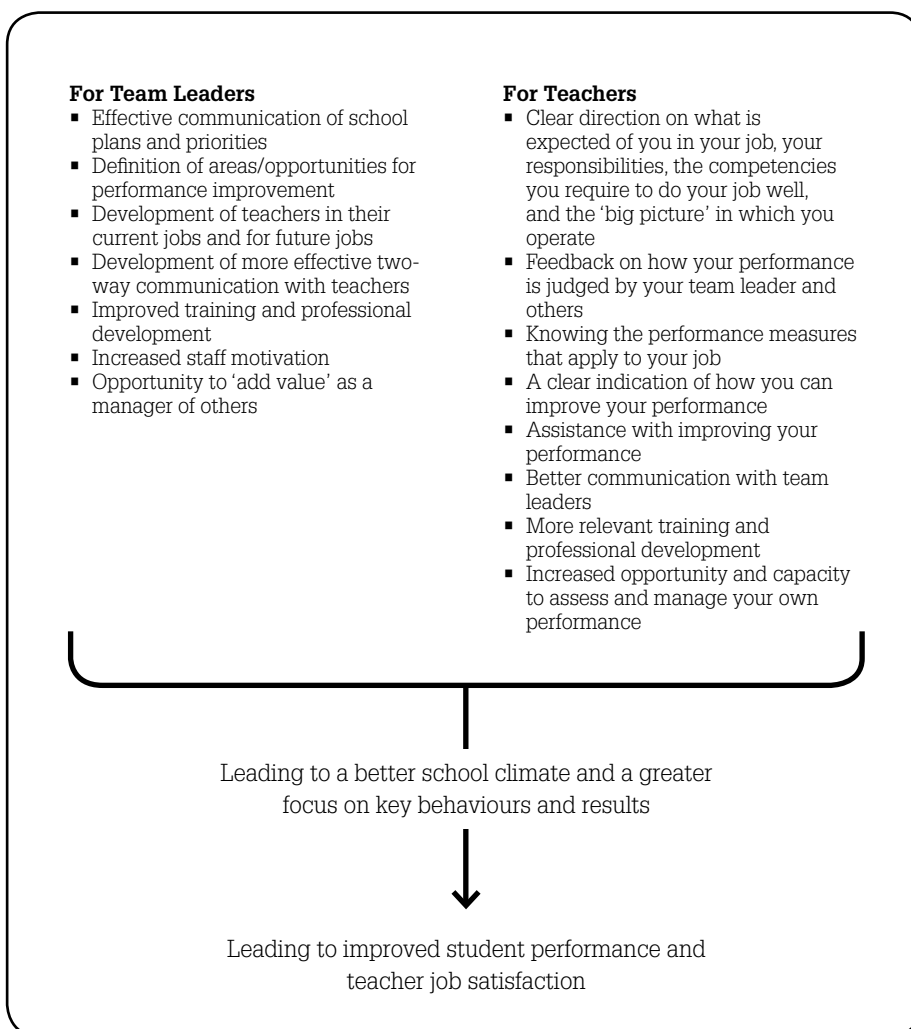 For Team Leaders
▪ Effective communication of school
plans and priorities
▪ Definition of areas/opportunities for
performance improvement
▪ Development of teachers in their
current jobs and for future jobs
▪ Development of more effective two-
way communication with teachers
▪ Improved training and professional
development
▪ Increased staff motivation
▪ Opportunity to ‘add value’ as a
manager of others
For Teachers
▪ Clear direction on what is
expected of you in your job, your
responsibilities, the competencies
you require to do your job well,
and the ‘big picture’ in which you
operate
▪ Feedback on how your performance
is judged by your team leader and
others
▪ Knowing the performance measures
that apply to your job
▪ A clear indication of how you can
improve your performance
▪ Assistance with improving your
performance
▪ Better communication with team
leaders
▪ More relevant training and
professional development
▪ Increased opportunity and capacity
to assess and manage your own
performance
Leading to a better school climate and a greater
focus on key behaviours and results
Leading to improved student performance and
teacher job satisfaction